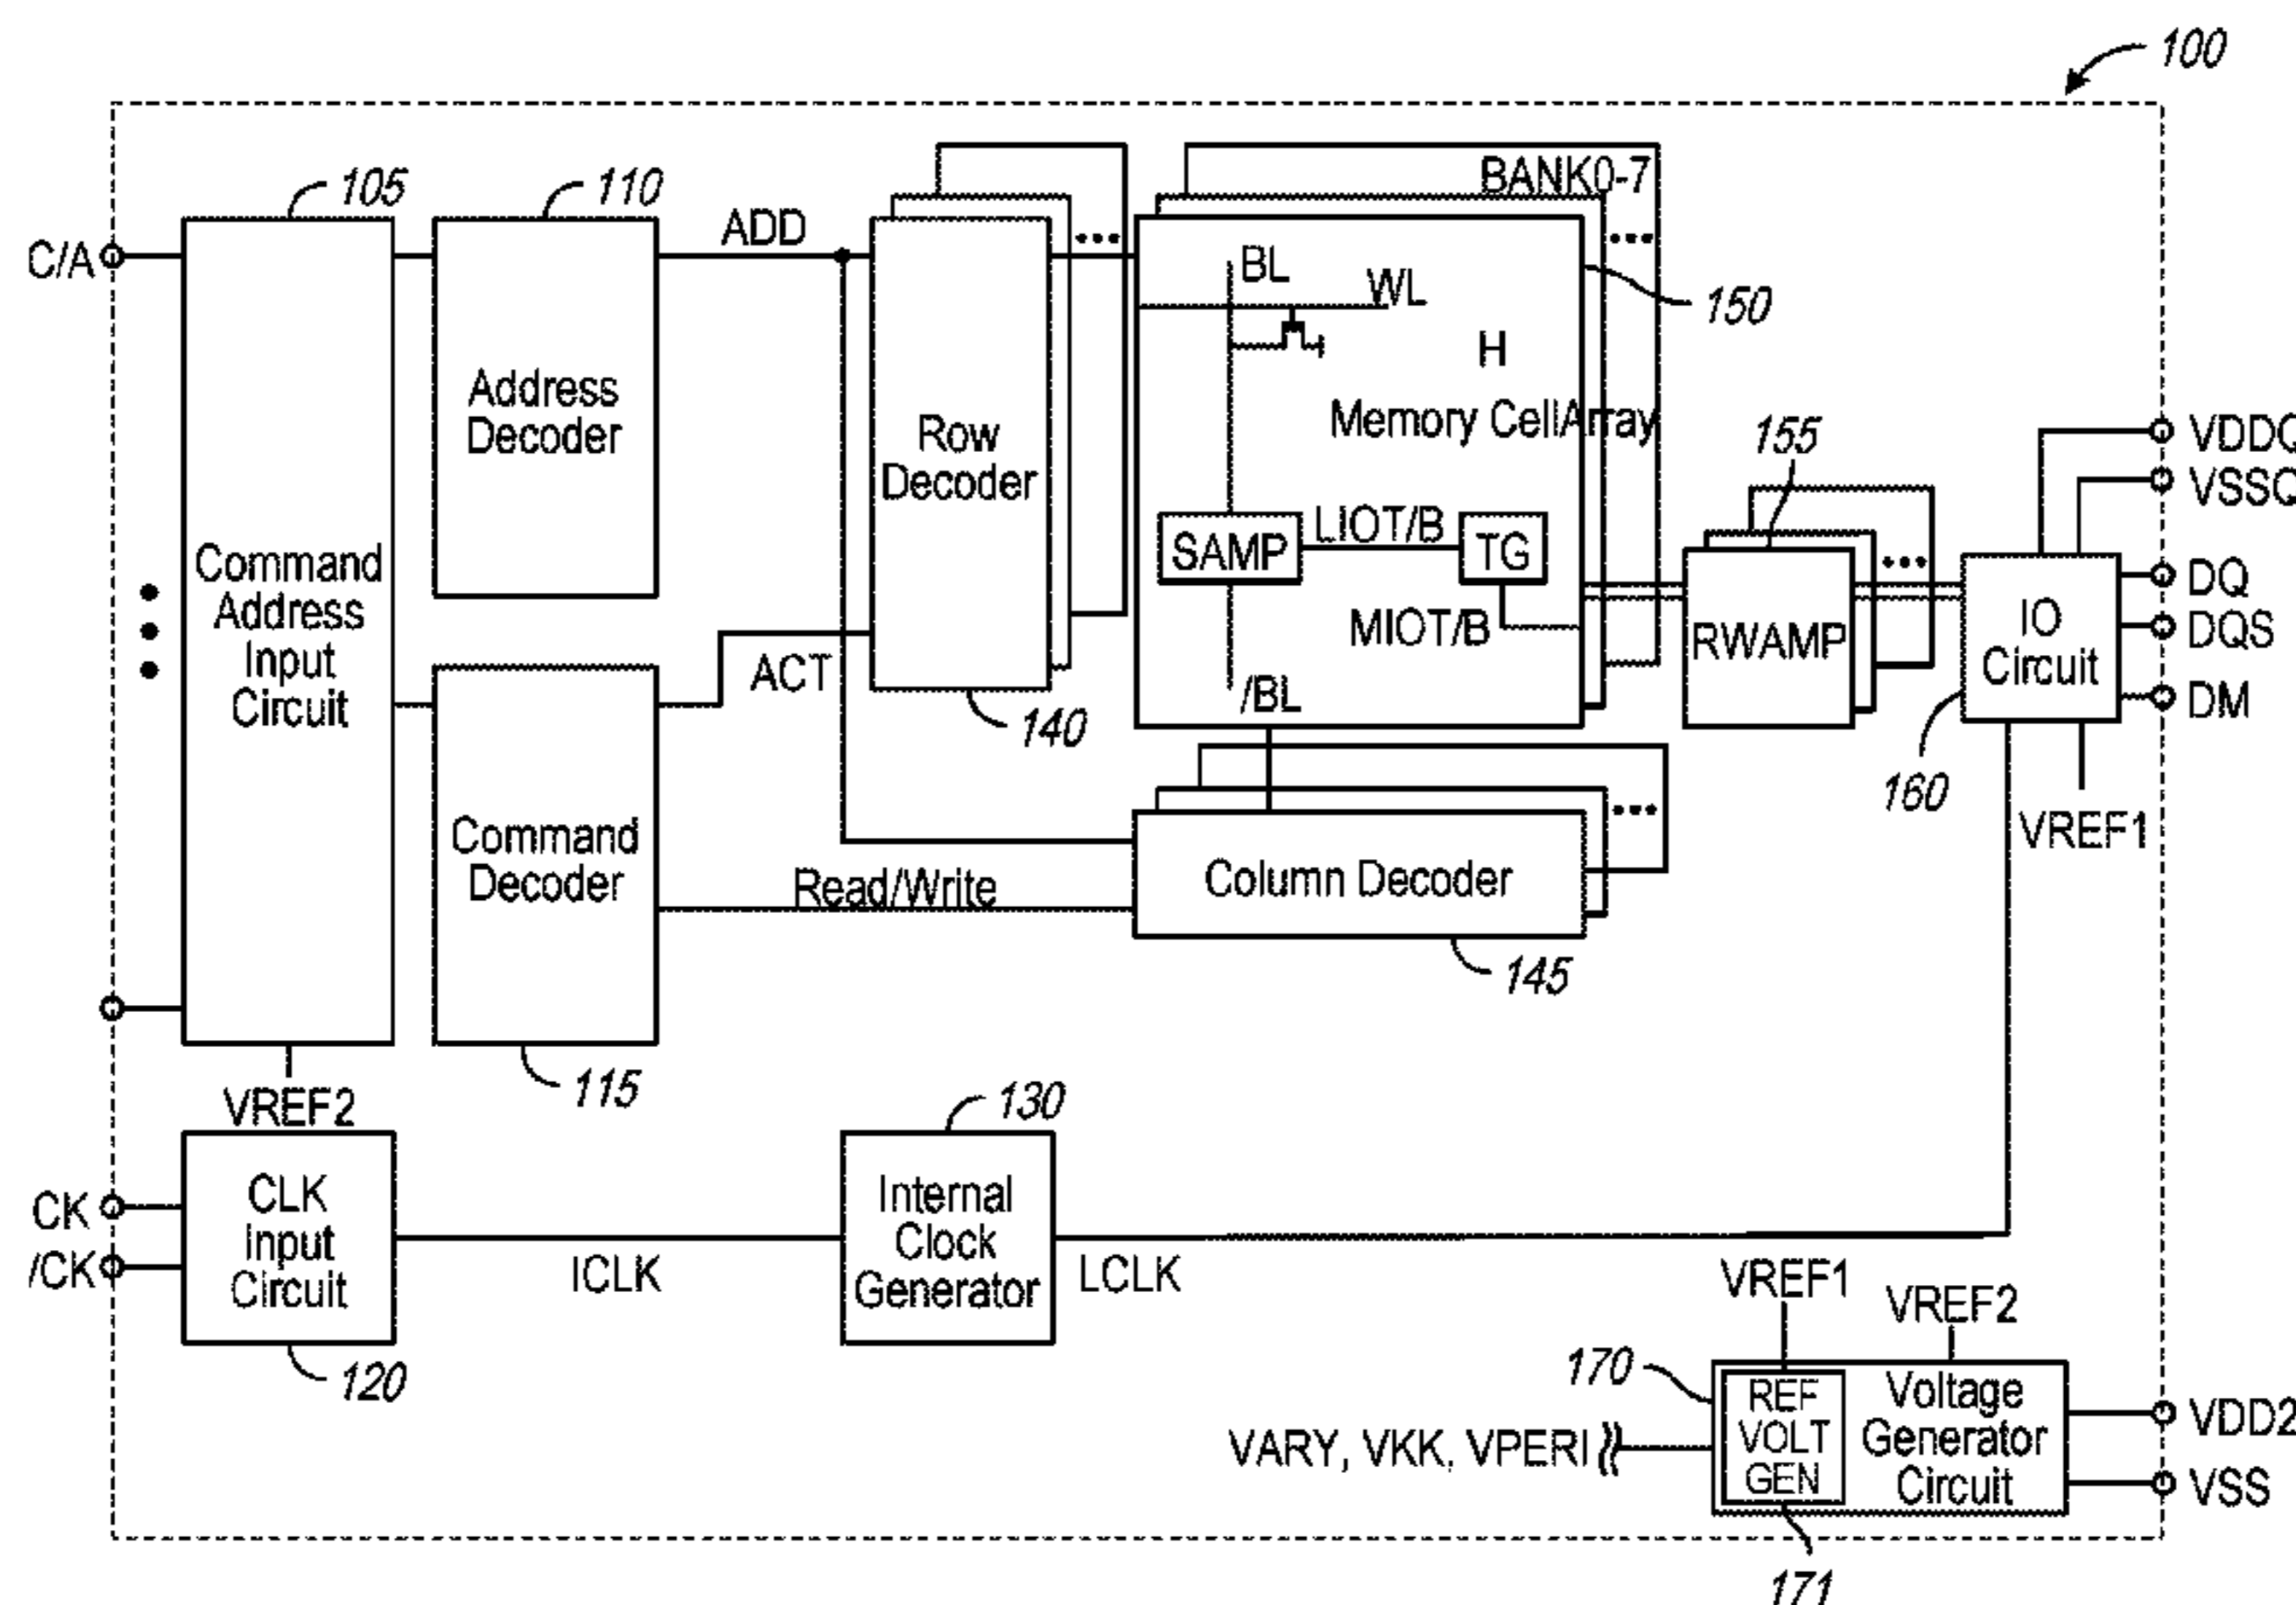 100
105
110
C/A
ADD
BANK0-7
BL
WL
150
H
Command
Address
Input
Circuit
Address
Decoder
Row
Decoder
Memory CellArray
155
VDDQ
VSSQ
SAMP
LIOT/B
TG
MIOT/B
/BL
RWAMP
IO
Circuit
DQ
DQS
DM
ACT
140
160
VREF1
Command
Decoder
Read/Write
Column Decoder
145
VREF2
115
130
CK
/CK
CLK
Input
Circuit
ICLK
Internal
Clock
Generator
LCLK
120
VREF1
VREF2
170
REF
VOLT
GEN
Voltage
Generator
Circuit
VARY, VKK, VPERI
VDD2
VSS
171